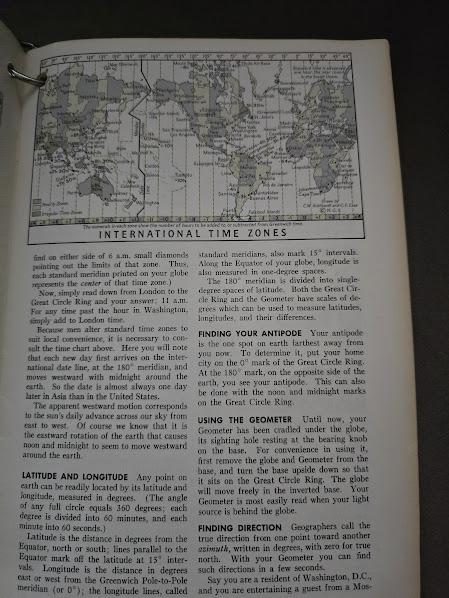 The numerals in each zone show the number of hours to be added to, or subtracted from, Greenwich time.
INTERNATIONAL TIME ZONES
find on either side of 6 a.m. small diamonds
pointing out the limits of that zone. Thus,
each standard meridian printed on your globe
represents the center of that time zone.)
Now, simply read down from London to the
Great Circle Ring and your answer; 11 a.m.
For any time past the hour in Washington,
simply add to London time.
Because men alter standard time zones to
suit local convenience, it is necessary to con-
sult the time chart above. Here you will note
that each new day first arrives on the inter-
national date line, at the 180° meridian, and
moves westward with midnight around the
earth. So the date is almost always one day
later in Asia than in the United States.
The apparent westward motion corresponds
to the sun's daily advance across our sky from
east to west. Of course we know that it is
the eastward rotation of the earth that causes
noon and midnight to seem to move westward
around the earth.
LATITUDE AND LONGITUDE Any point on
earth can be readily located by its latitude and
longitude, measured in degrees. (The angle
of any full circle equals 360 degrees; each
degree is divided into 60 minutes, and each
minute into 60 seconds.)
Latitude is the distance in degrees from the
Equator, north or south; lines parallel to the
Equator mark off the latitude at 15° inter-
vals. Longitude is the distance in degrees
east or west from the Greenwich Pole-to-Pole
meridian (or 0°); the longitude lines, called
standard meridians, also mark 15° intervals.
Along the Equator of your globe, longitude is
also measured in one-degree spaces.
The 180° meridian is divided into single-
degree spaces of latitude. Both the Great Cir-
cle Ring and the Geometer have scales of de-
grees which can be used to measure latitudes,
longitudes, and their differences.
FINDING YOUR ANTIPODE Your antipode
is the one spot on earth farthest away from
you now. To determine it, put your home
city on the 0° mark of the Great Circle Ring.
At the 180° mark, on the opposite side of the
earth, you see your antipode. This can also
be done with the noon and midnight marks
on the Great Circle Ring.
USING THE GEOMETER Until now, your
Geometer has been cradled under the globe,
its sighting hole resting at the bearing knob
on the base. For convenience in using it,
first remove the globe and Geometer from the
base, and turn the base upside down so that
it sits on the Great Circle Ring. The globe
will move freely in the inverted base. Your
Geometer is most easily read when your light
source is behind the globe.
FINDING DIRECTION Geographers call the
true direction from one point toward another
azimuth, written in degrees, with zero for true
north. With your Geometer you can find
such directions in a few seconds.
Say you are a resident of Washington, D.C.,
and you are entertaining a guest from a Mos-